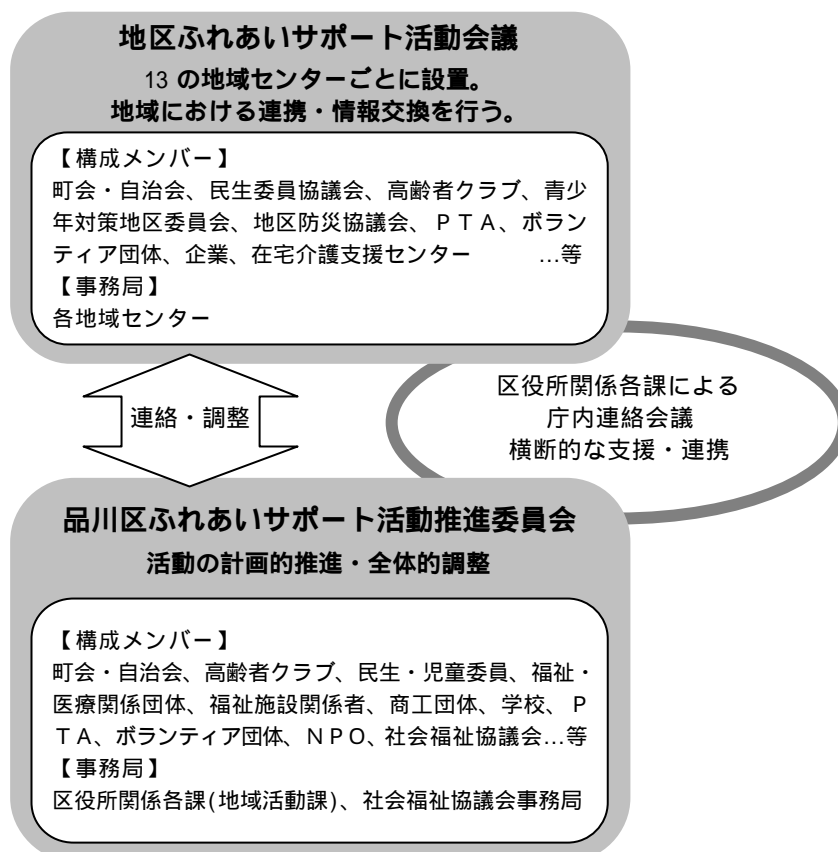 地区ふれあいサポート活動会議
13 の地域センターごとに設置。
地域における連携・情報交換を行う。
【構成メンバー】
町会・自治会、民生委員協議会、高齢者クラブ、青少
年対策地区委員会、地区防災協議会、ＰＴＡ、ボラン
ティア団体、企業、在宅介護支援センター　　　…等
【事務局】
各地域センター
連絡・調整
区役所関係各課による
庁内連絡会議
横断的な支援・連携
品川区ふれあいサポート活動推進委員会
活動の計画的推進・全体的調整
【構成メンバー】
町会・自治会、高齢者クラブ、民生・児童委員、福祉・
医療関係団体、福祉施設関係者、商工団体、学校、Ｐ
ＴＡ、ボランティア団体、ＮＰＯ、社会福祉協議会…等
【事務局】
区役所関係各課(地域活動課)、社会福祉協議会事務局